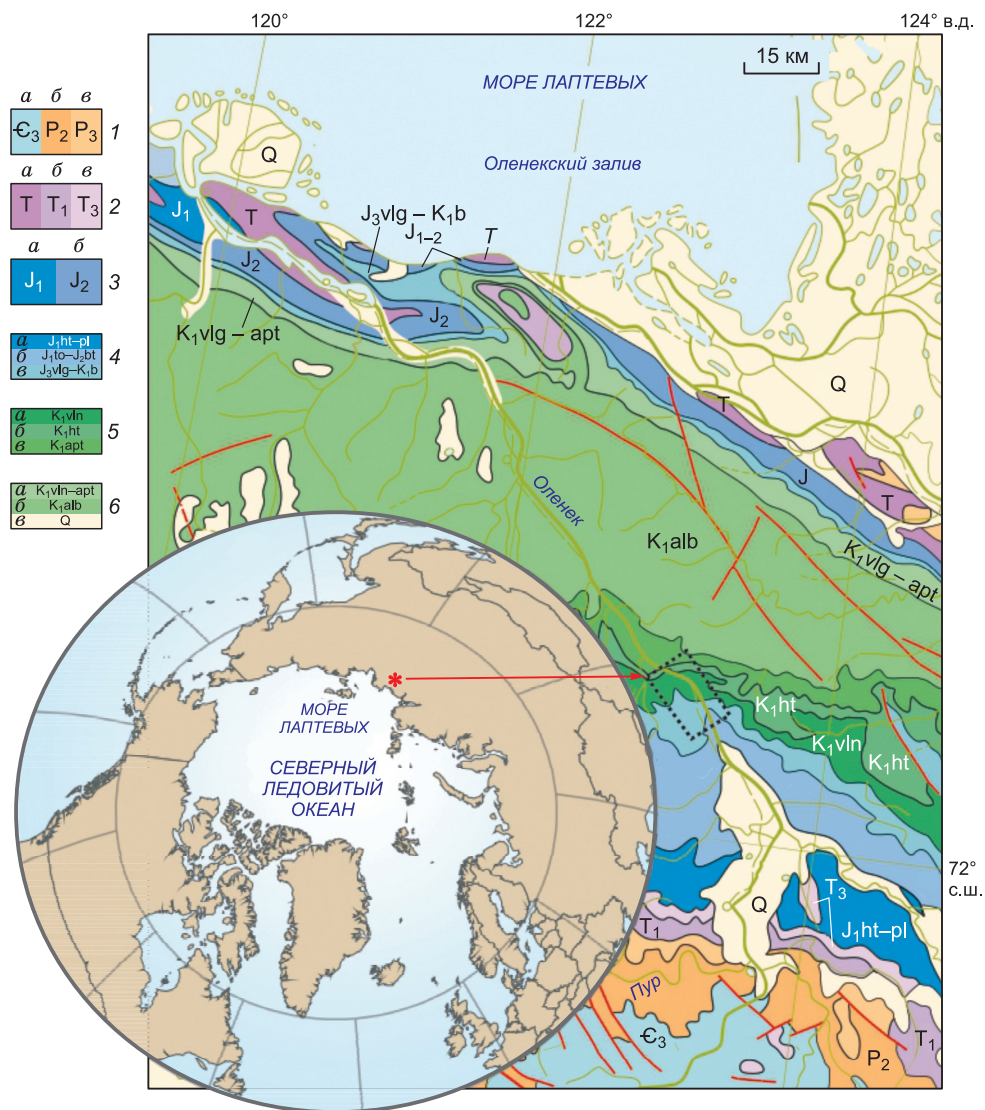 120° 122° 124° в.д.
15 км
МОРЕ ЛАПТЕВЫХ
Оленекский залив
а б в
Є₃ P₂ P₃ 1
а б в
T T₁ T₃ 2
а б
J₁ J₂ 3
а J₁ht–pl
б J₁to–J₂bt 4
в J₃vlg–K₁b
а K₁vln
б K₁ht 5
в K₁apt
а K₁vln–apt
б K₁alb 6
в Q
Q
J₁
T
J₃vlg – K₁b
J₁₋₂
T
J₂
J₂
K₁vlg – apt
Q
T
J
T
Оленек
K₁alb
K₁vlg – apt
K₁ht
K₁vln
K₁ht
*
МОРЕ
ЛАПТЕВЫХ
СЕВЕРНЫЙ
ЛЕДОВИТЫЙ
ОКЕАН
72°
с.ш.
T₃
Q
T₁
J₁ht–pl
Пур
Є₃
P₂
T₁